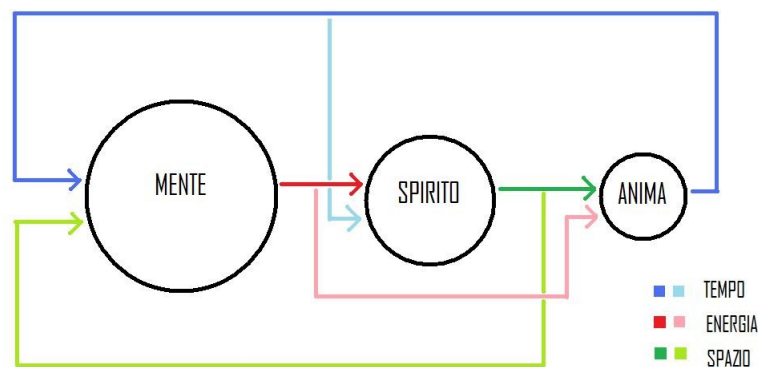 MENTE
SPIRITO
ANIMA
TEMPO
ENERGIA
SPAZIO